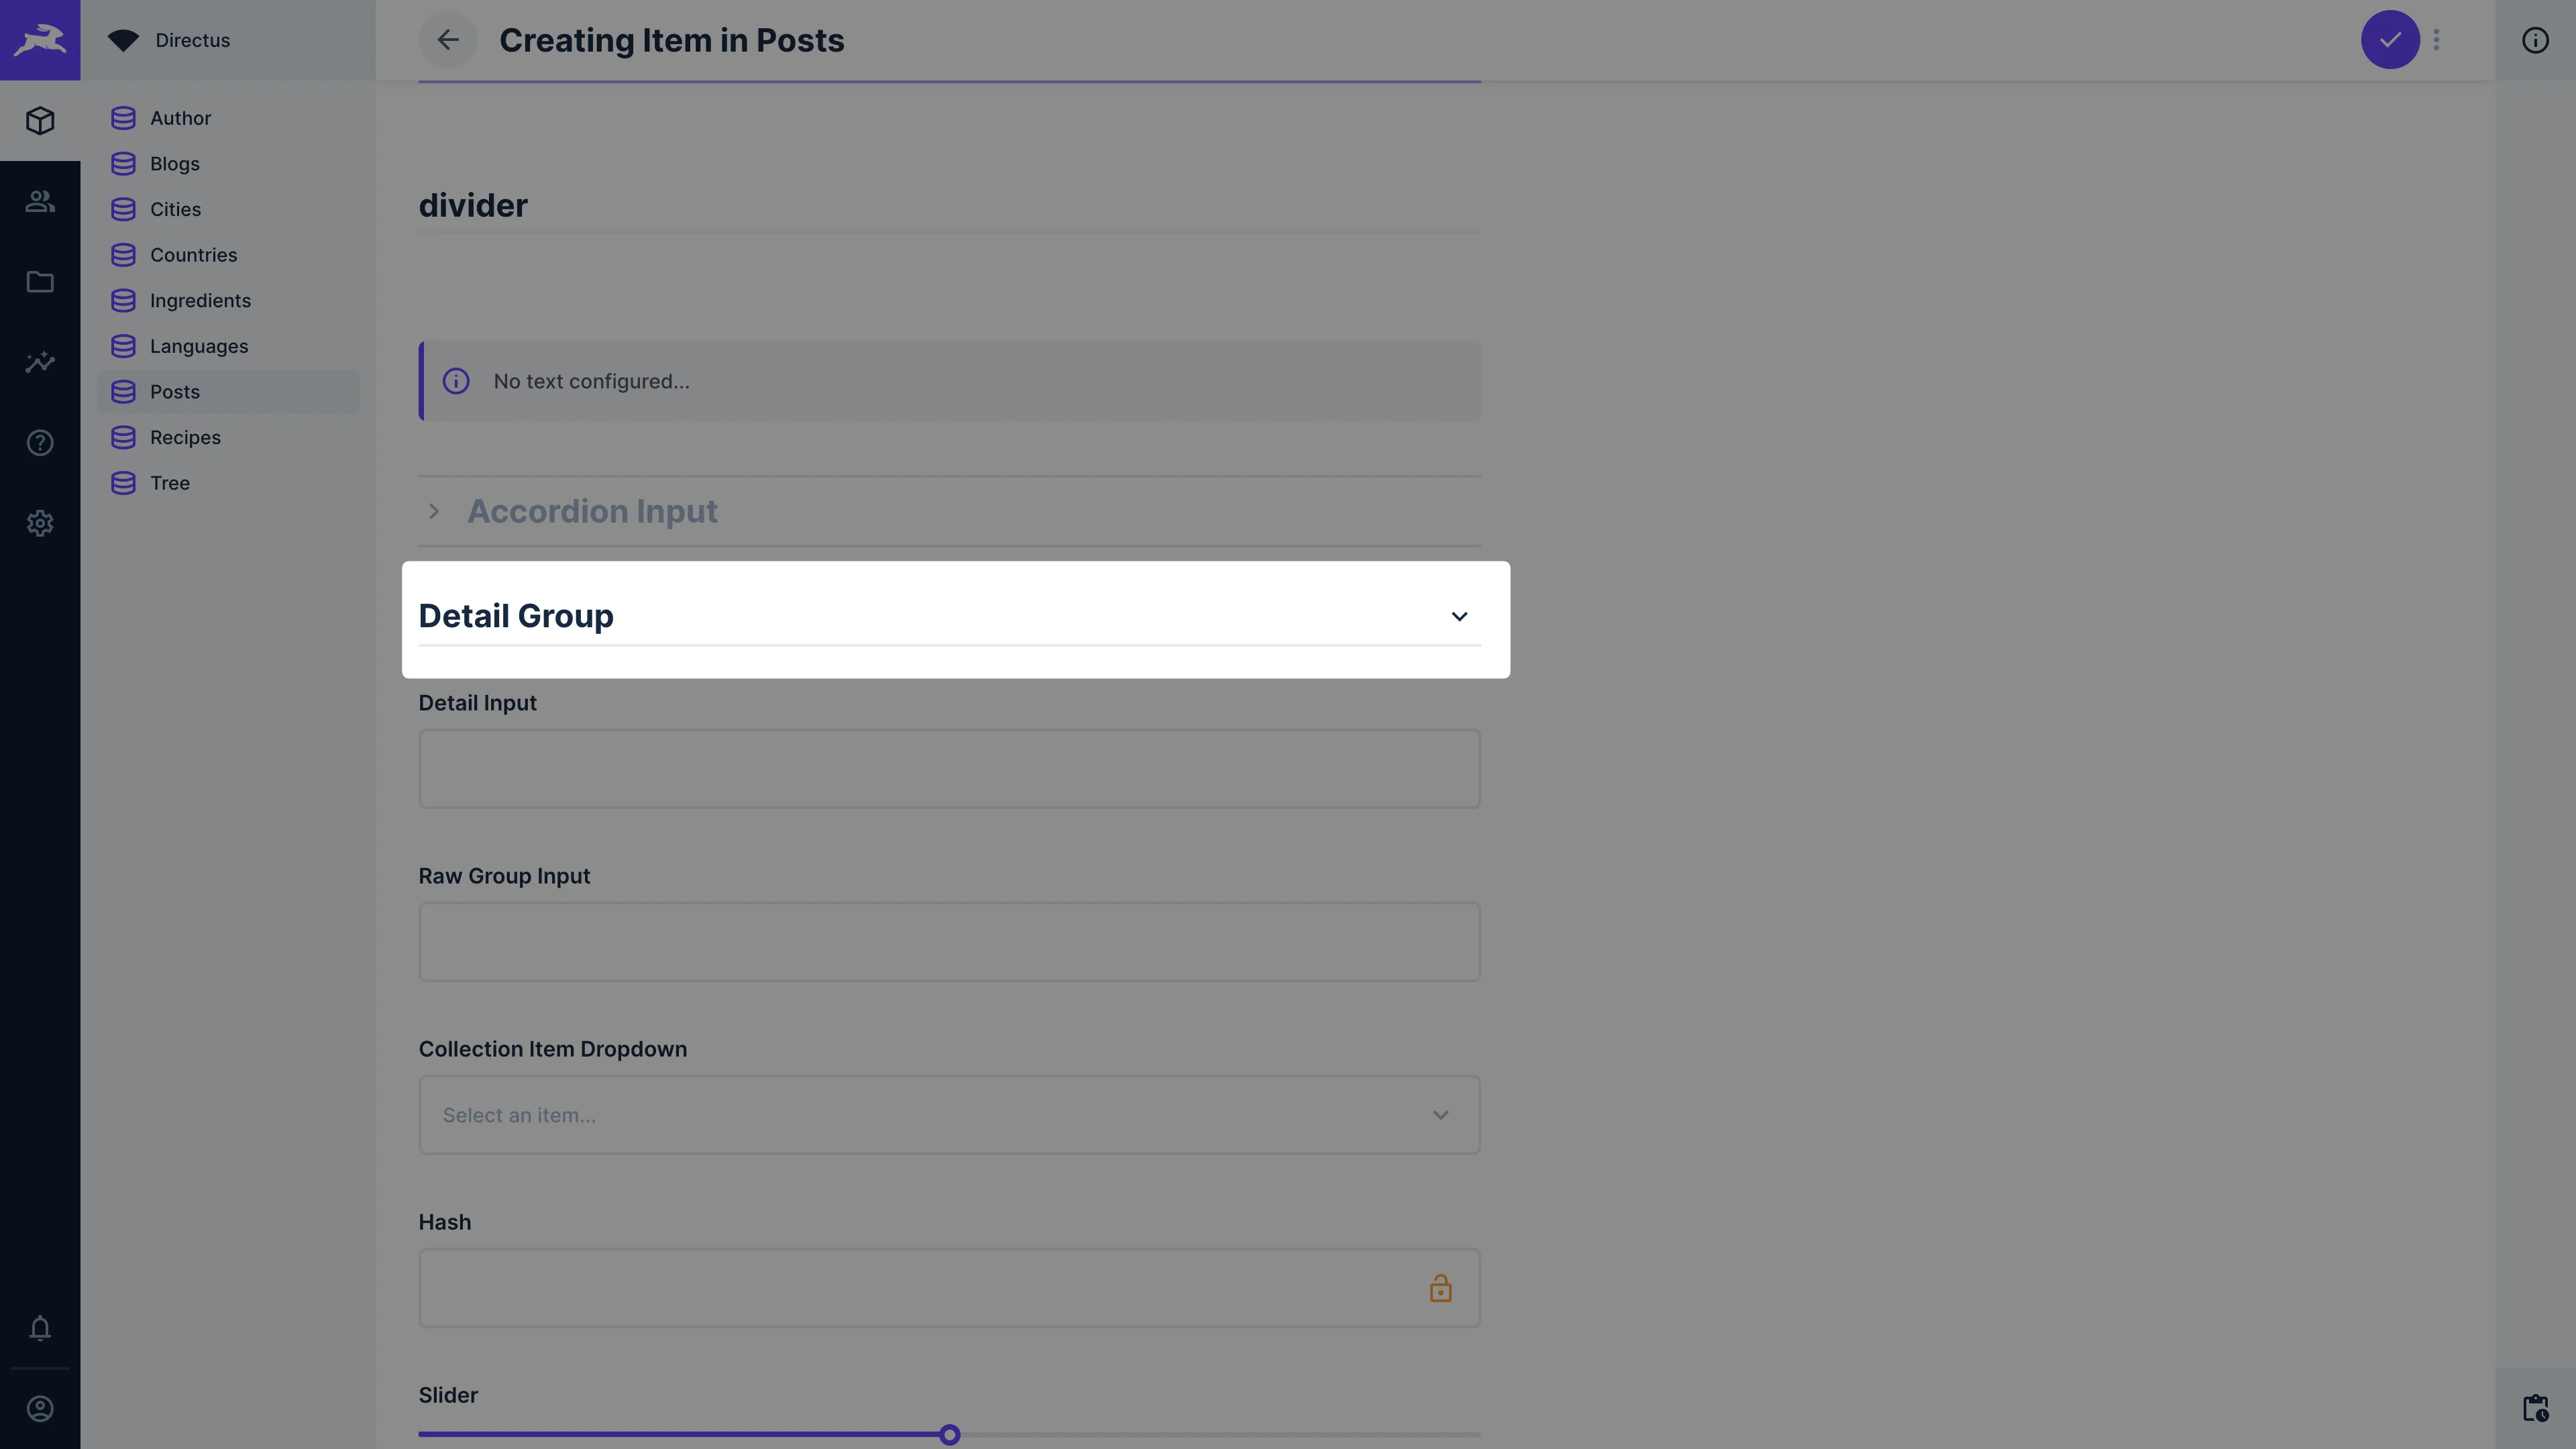 Directus
Creating Item in Posts
Author
Blogs
Cities
Countries
Ingredients
Languages
Posts
Recipes
Tree
divider
No text configured...
Accordion Input
Detail Group
Detail Input
Raw Group Input
Collection Item Dropdown
Select an item...
Hash
Slider